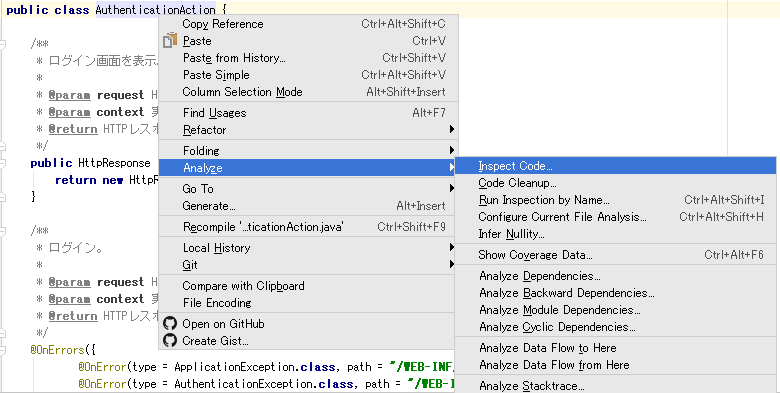 public class AuthenticationAction {
/**
* ログイン画面を表示
*
* @param request H
* @param context 実
* @return HTTPレスポ
*/
public HttpResponse
return new HttpR
}
/**
* ログイン。
*
* @param request H
* @param context 実
* @return HTTPレスポ
*/
@OnErrors({
@OnError(type = ApplicationException.class, path = "/WEB-INF/
@OnError(type = AuthenticationException.class, path = "/WEB-I
Copy Reference Ctrl+Alt+Shift+C
Paste Ctrl+V
Paste from History... Ctrl+Shift+V
Paste Simple Ctrl+Alt+Shift+V
Column Selection Mode Alt+Shift+Insert
Find Usages Alt+F7
Refactor
Folding
Analyze
Go To
Generate... Alt+Insert
Recompile '...ticationAction.java' Ctrl+Shift+F9
Local History
Git
Compare with Clipboard
File Encoding
Open on GitHub
Create Gist...
Inspect Code...
Code Cleanup...
Run Inspection by Name... Ctrl+Alt+Shift+I
Configure Current File Analysis... Ctrl+Alt+Shift+H
Infer Nullity...
Show Coverage Data... Ctrl+Alt+F6
Analyze Dependencies...
Analyze Backward Dependencies...
Analyze Module Dependencies...
Analyze Cyclic Dependencies...
Analyze Data Flow to Here
Analyze Data Flow from Here
Analyze Stacktrace...